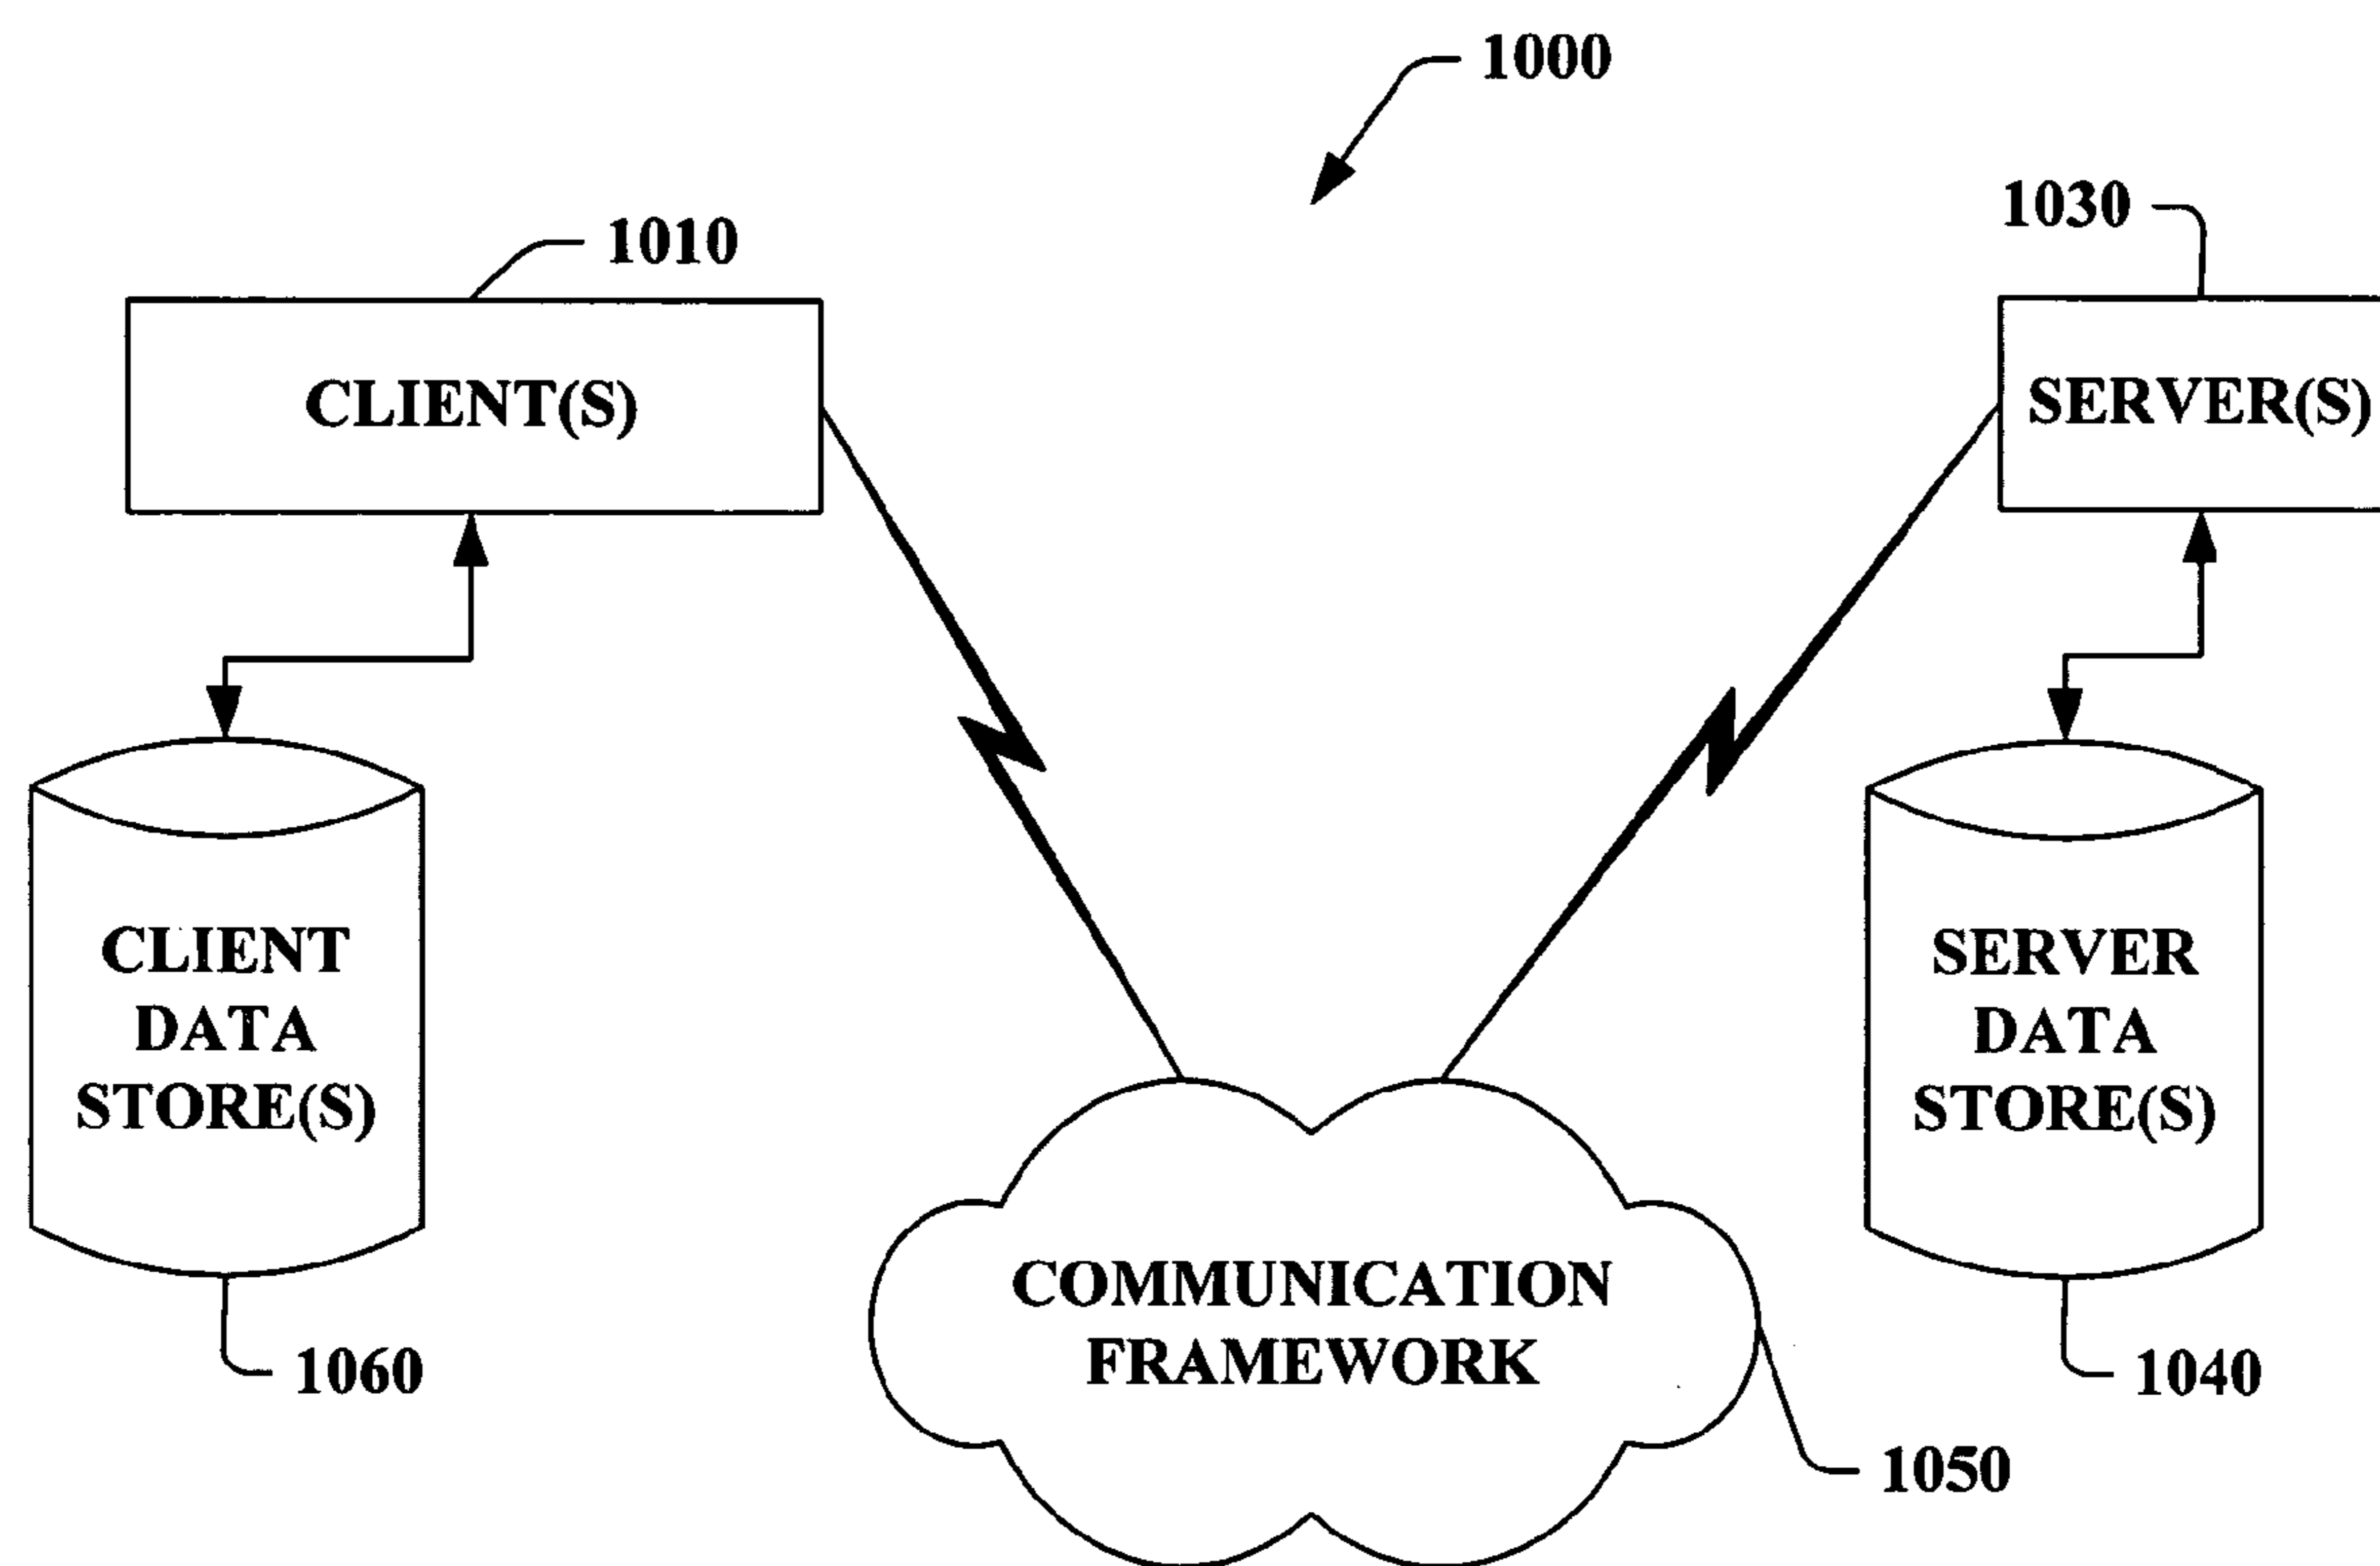 1000
1010
1030
CLIENT(S)
SERVER(S)
CLIENT
DATA
STORE(S)
SERVER
DATA
STORE(S)
COMMUNICATION
FRAMEWORK
1060
1040
1050